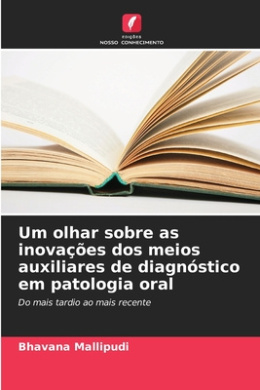 edições
NOSSO CONHECIMENTO
Um olhar sobre as
inovações dos meios
auxiliares de diagnóstico
em patologia oral
Do mais tardio ao mais recente
Bhavana Mallipudi